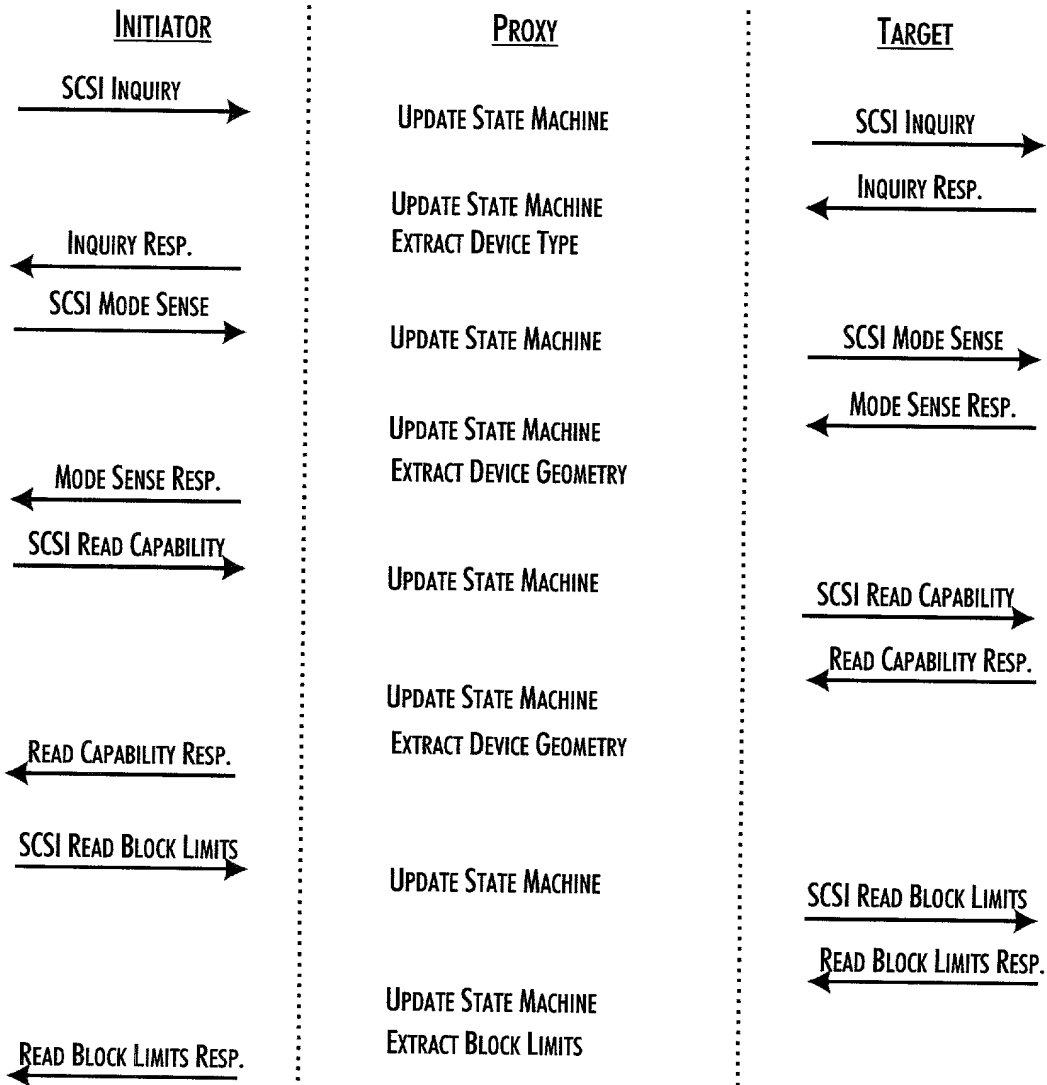 INITIATOR
PROXY
TARGET
SCSI INQUIRY
UPDATE STATE MACHINE
SCSI INQUIRY
INQUIRY RESP.
UPDATE STATE MACHINE
EXTRACT DEVICE TYPE
INQUIRY RESP.
SCSI MODE SENSE
UPDATE STATE MACHINE
SCSI MODE SENSE
MODE SENSE RESP.
UPDATE STATE MACHINE
EXTRACT DEVICE GEOMETRY
MODE SENSE RESP.
SCSI READ CAPABILITY
UPDATE STATE MACHINE
SCSI READ CAPABILITY
READ CAPABILITY RESP.
UPDATE STATE MACHINE
EXTRACT DEVICE GEOMETRY
READ CAPABILITY RESP.
SCSI READ BLOCK LIMITS
UPDATE STATE MACHINE
SCSI READ BLOCK LIMITS
READ BLOCK LIMITS RESP.
UPDATE STATE MACHINE
EXTRACT BLOCK LIMITS
READ BLOCK LIMITS RESP.